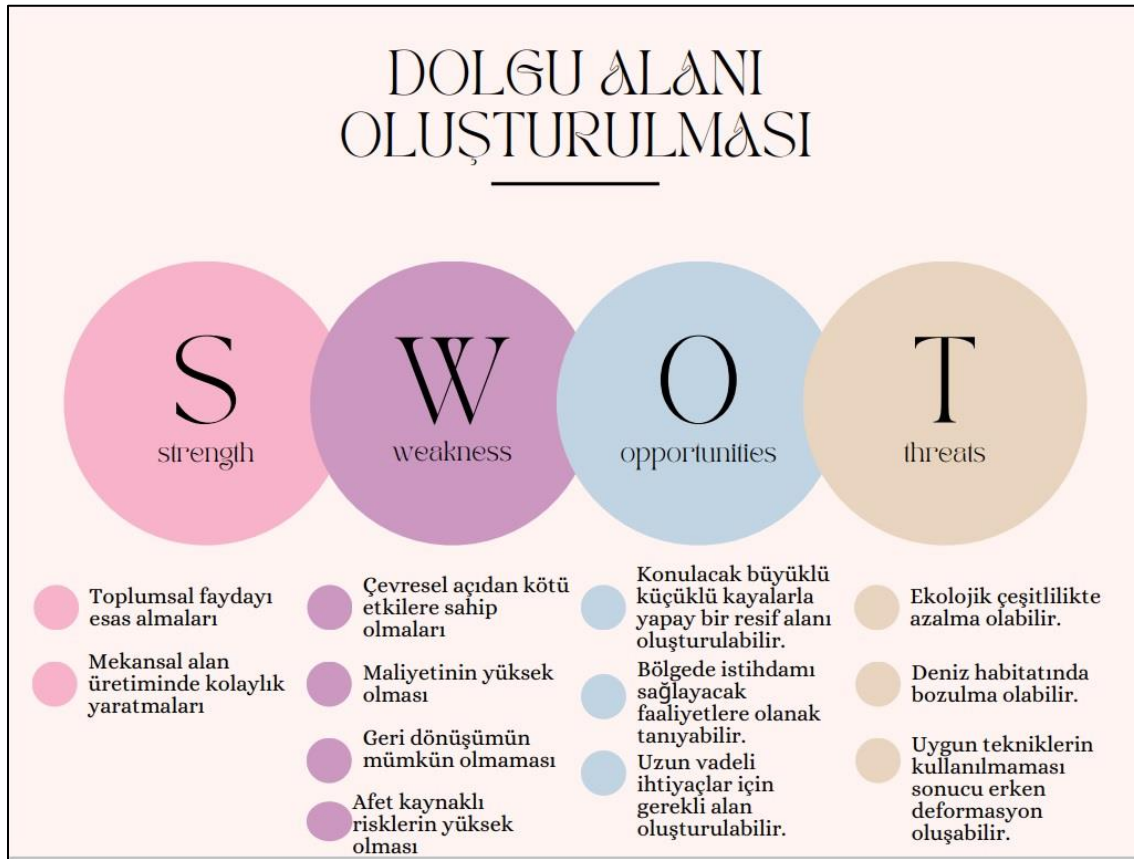 DOLGU ALANI
OLUŞTURULMASI
S
strength
W
weakness
O
opportunities
T
threats
Toplumsal faydayı
esas almaları
Mekansal alan
üretiminde kolaylık
yaratmaları
Çevresel açıdan kötü
etkilere sahip
olmaları
Maliyetinin yüksek
olması
Geri dönüşümün
mümkün olmaması
Afet kaynaklı
risklerin yüksek
olması
Konulacak büyüklü
küçüklü kayalarla
yapay bir resif alanı
oluşturulabilir.
Bölgede istihdamı
sağlayacak
faaliyetlere olanak
tanıyabilir.
Uzun vadeli
ihtiyaçlar için
gerekli alan
oluşturulabilir.
Ekolojik çeşitlilikte
azalma olabilir.
Deniz habitatında
bozulma olabilir.
Uygun tekniklerin
kullanılmaması
sonucu erken
deformasyon
oluşabilir.